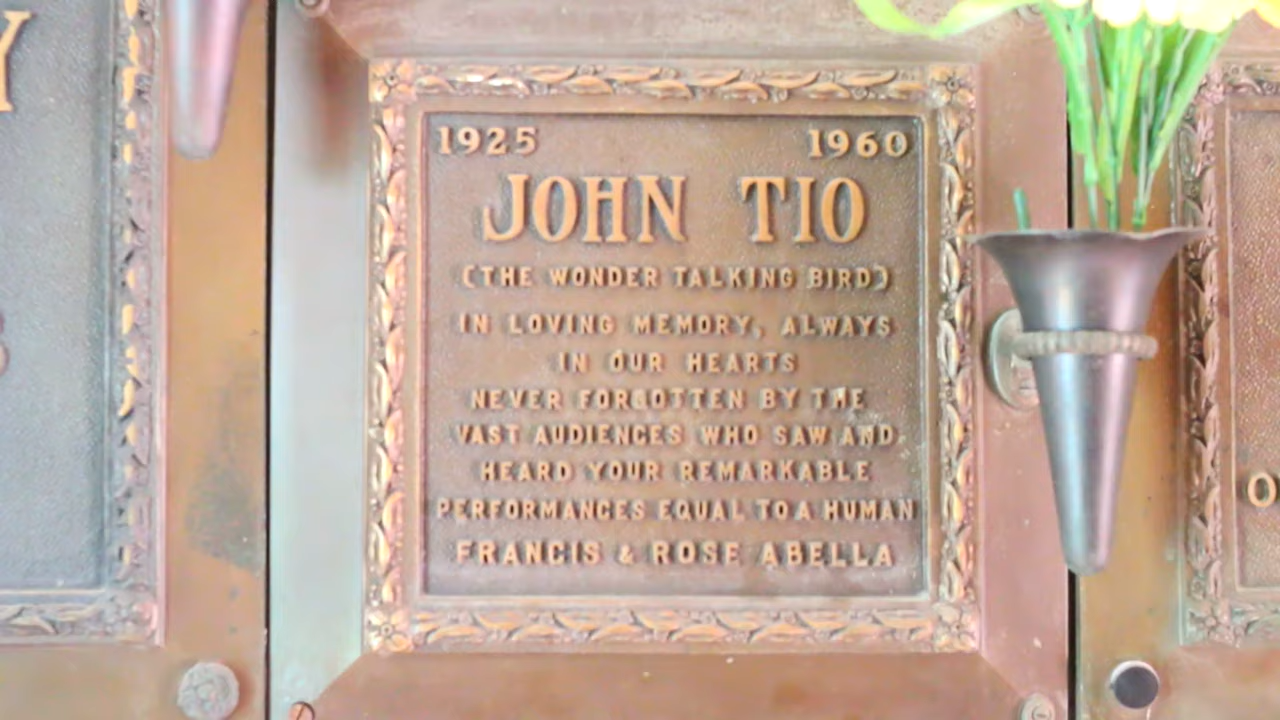 1925 1960
JOHN TIO
(THE WONDER TALKING BIRD)
IN LOVING MEMORY, ALWAYS
IN OUR HEARTS
NEVER FORGOTTEN BY THE
VAST AUDIENCES WHO SAW AND
HEARD YOUR REMARKABLE
PERFORMANCES EQUAL TO A HUMAN
FRANCIS & ROSE ABELLA